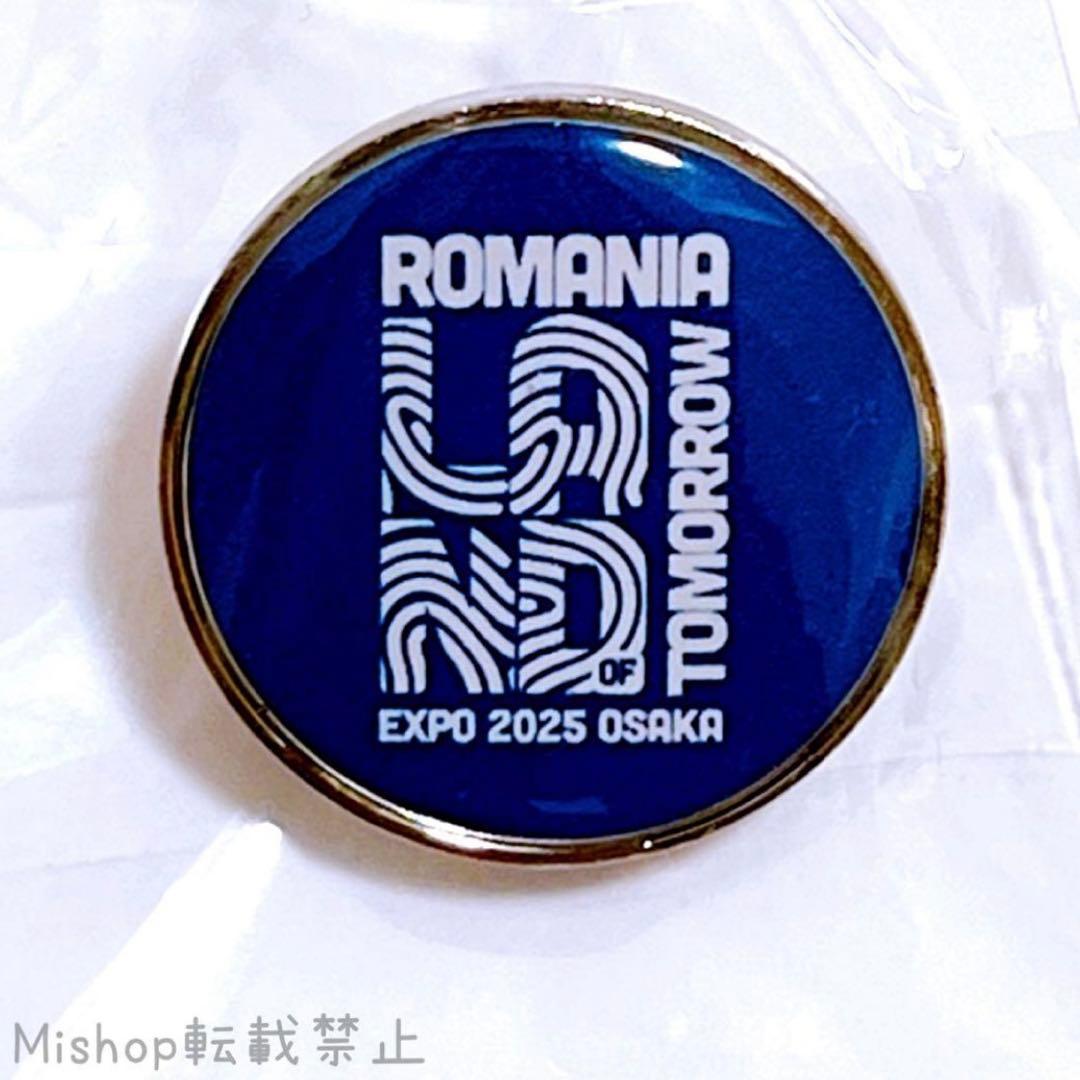 ROMANIA
LAND
OF
TOMORROW
EXPO 2025 OSAKA
Mishop転載禁止